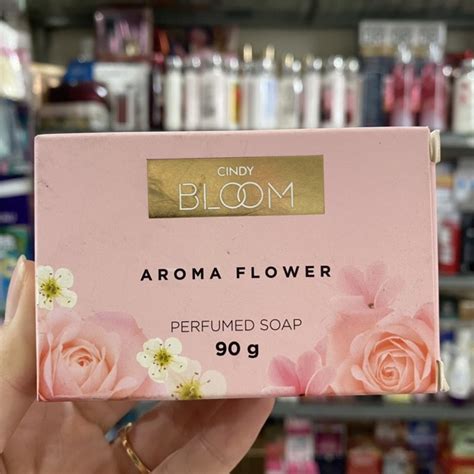 CINDY
BLOOM
AROMA FLOWER
PERFUMED SOAP
90 g